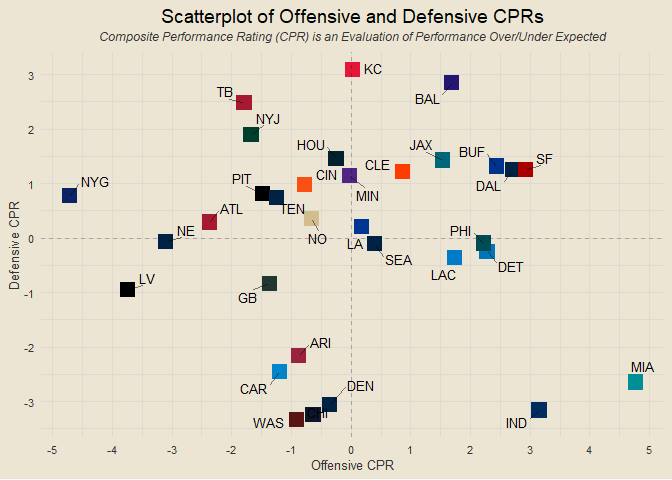 Scatterplot of Offensive and Defensive CPRs
Composite Performance Rating (CPR) is an Evaluation of Performance Over/Under Expected
KC
BAL
TB
NYJ
HOU
CIN
CLE
JAX
BUF
SF
DAL
MIN
NYG
PIT
TEN
ATL
NO
NE
LA
SEA
PHI
DET
LAC
LV
GB
ARI
CAR
DEN
CHI
WAS
MIA
IND
3
2
1
0
-1
-2
-3
Defensive CPR
-5 -4 -3 -2 -1 0 1 2 3 4 5
Offensive CPR